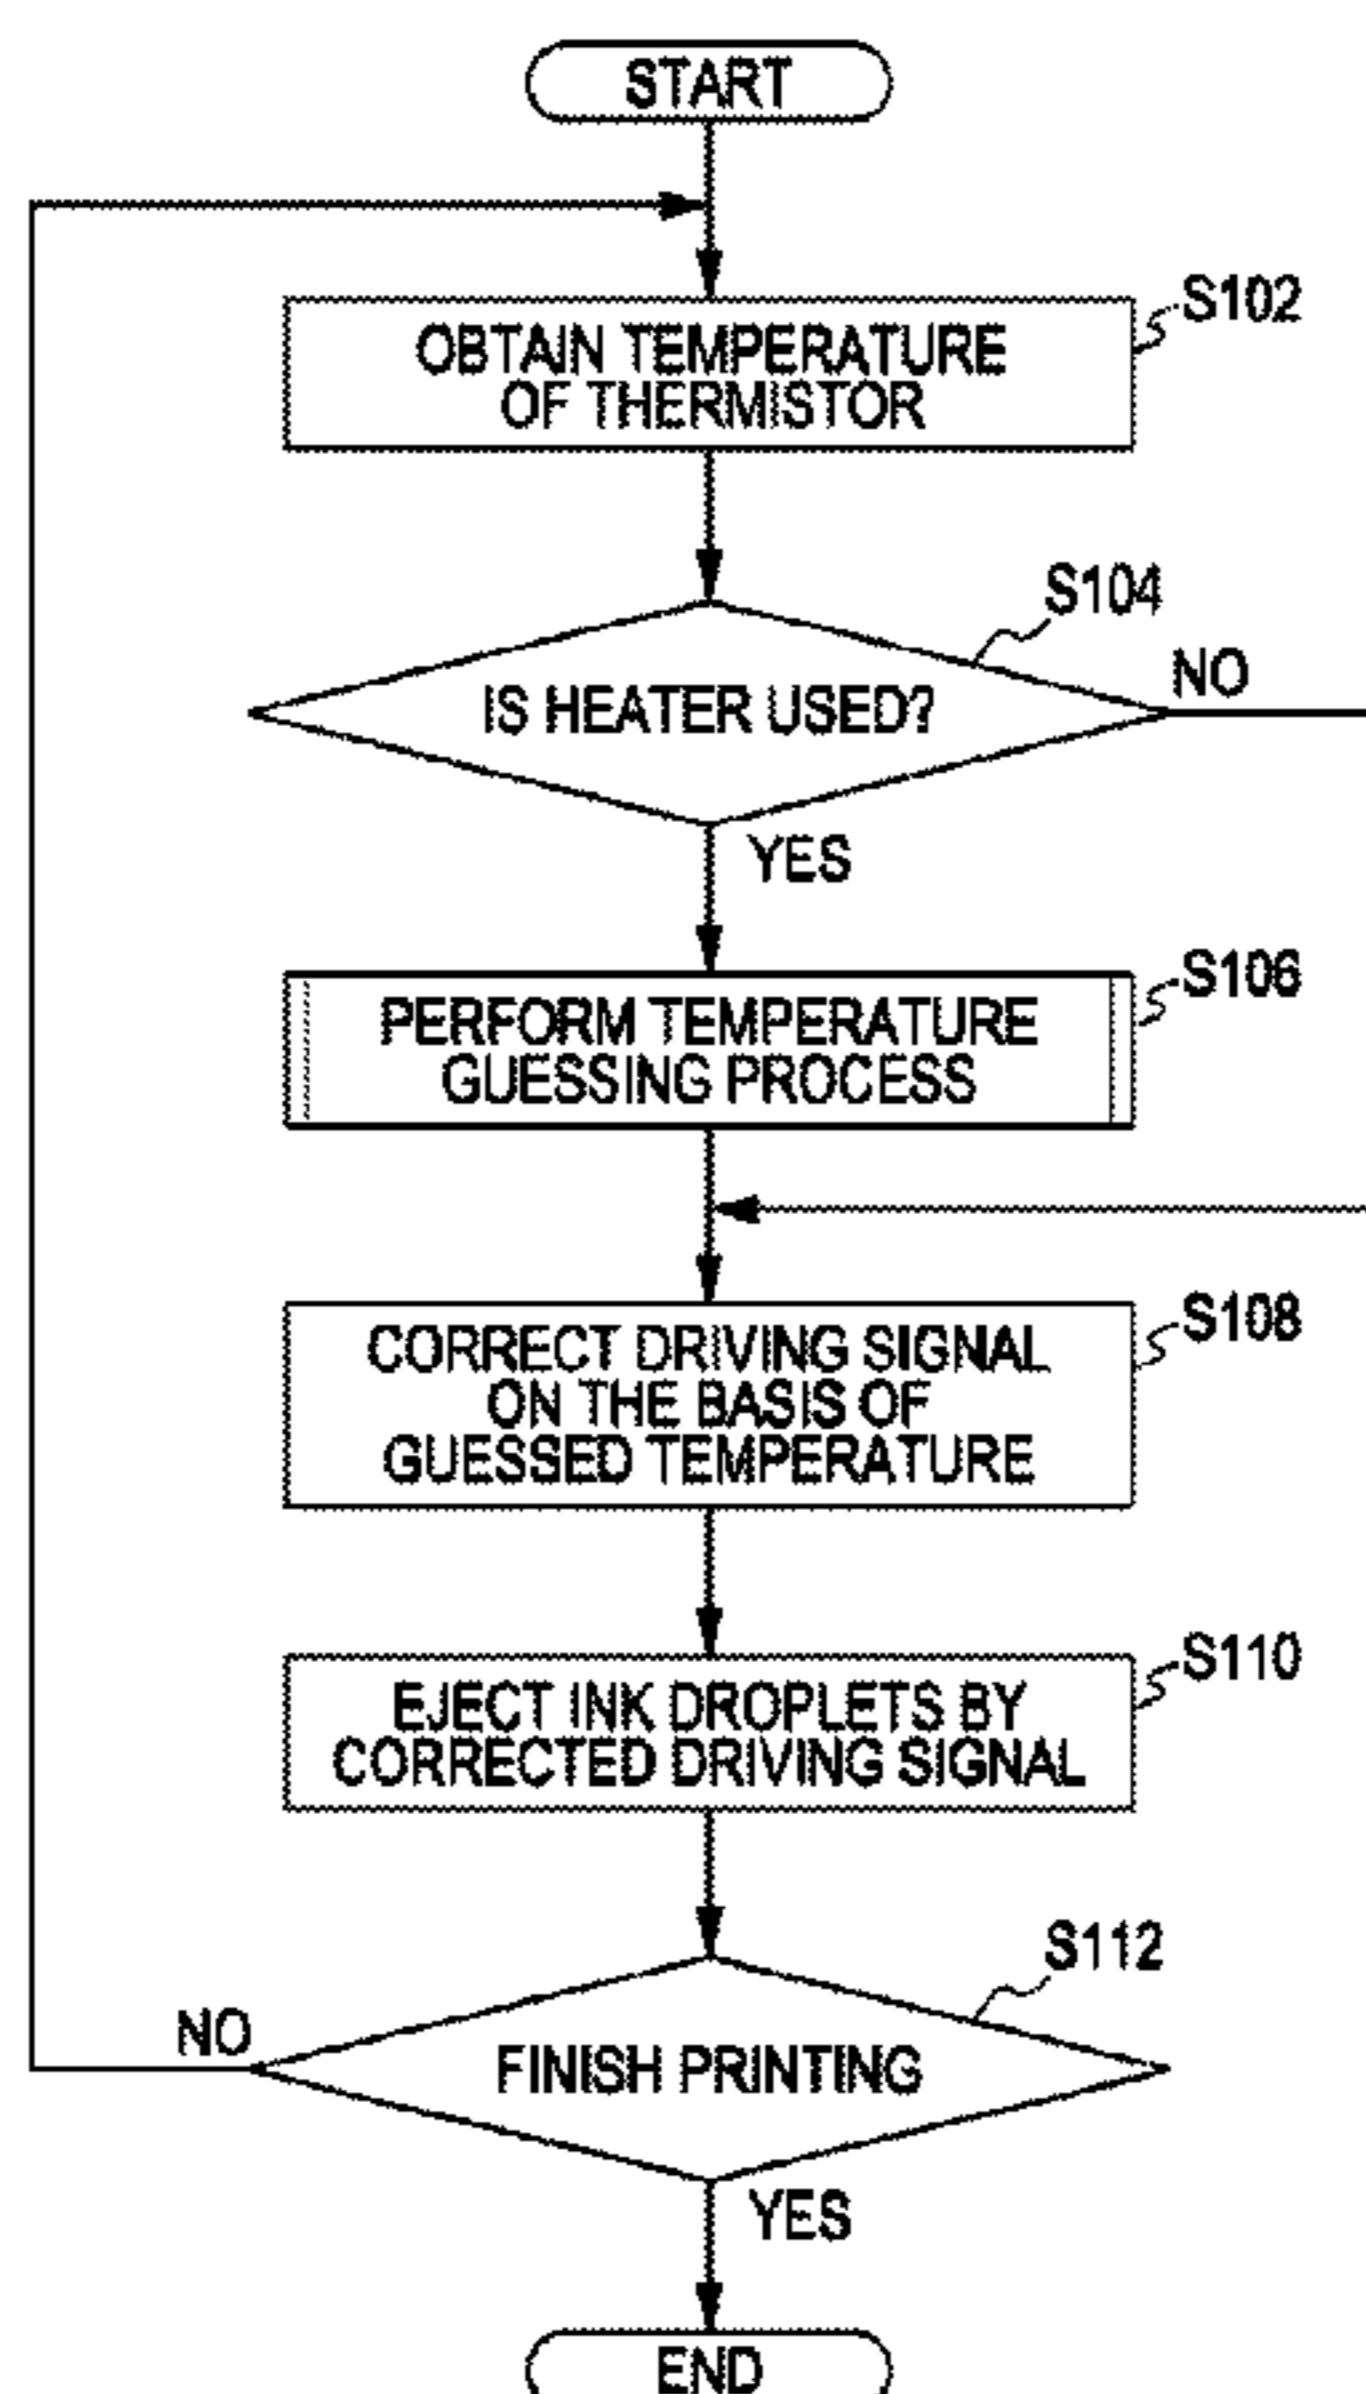 START
S102
OBTAIN TEMPERATURE
OF THERMISTOR
S104
IS HEATER USED?
NO
YES
S106
PERFORM TEMPERATURE
GUESSING PROCESS
S108
CORRECT DRIVING SIGNAL
ON THE BASIS OF
GUESSED TEMPERATURE
S110
EJECT INK DROPLETS BY
CORRECTED DRIVING SIGNAL
S112
NO
FINISH PRINTING
YES
END